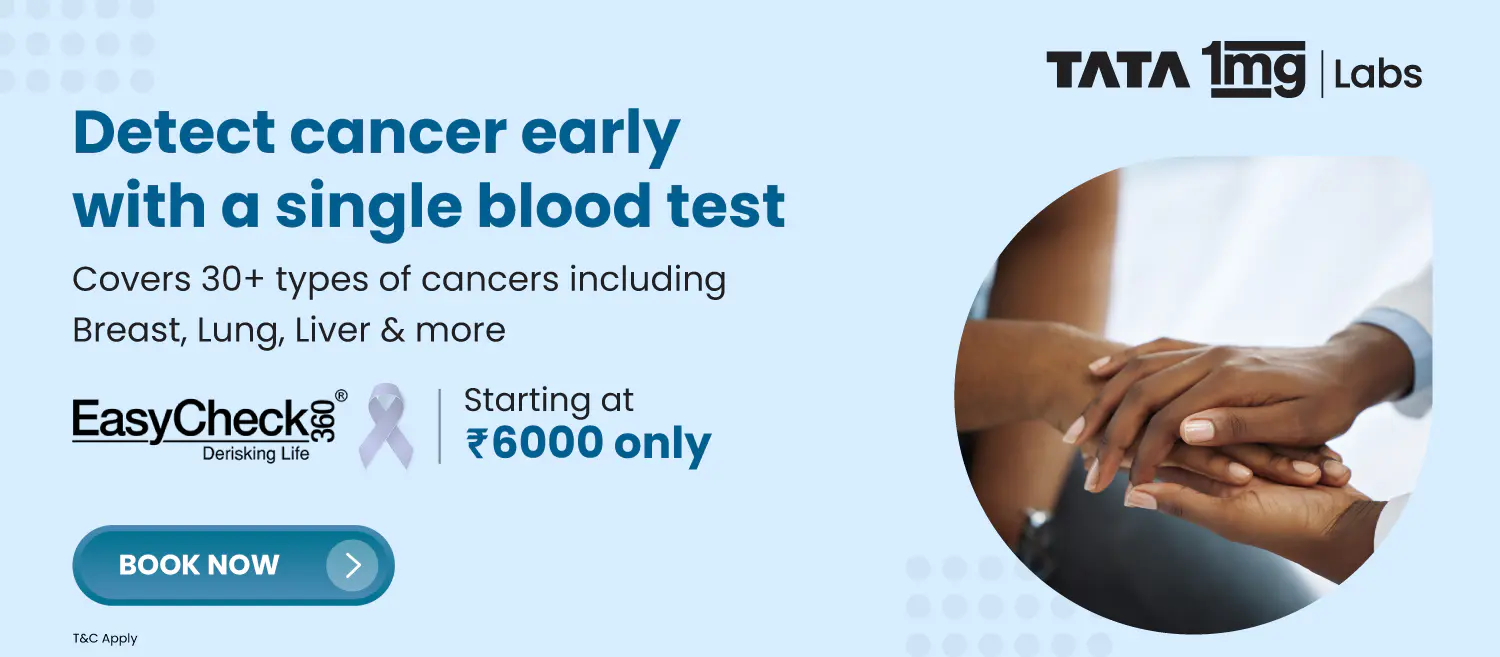 TATA 1mg | Labs
Detect cancer early
with a single blood test
Covers 30+ types of cancers including
Breast, Lung, Liver & more
EasyCheck360®
Derisking Life
Starting at
₹6000 only
BOOK NOW
T&C Apply